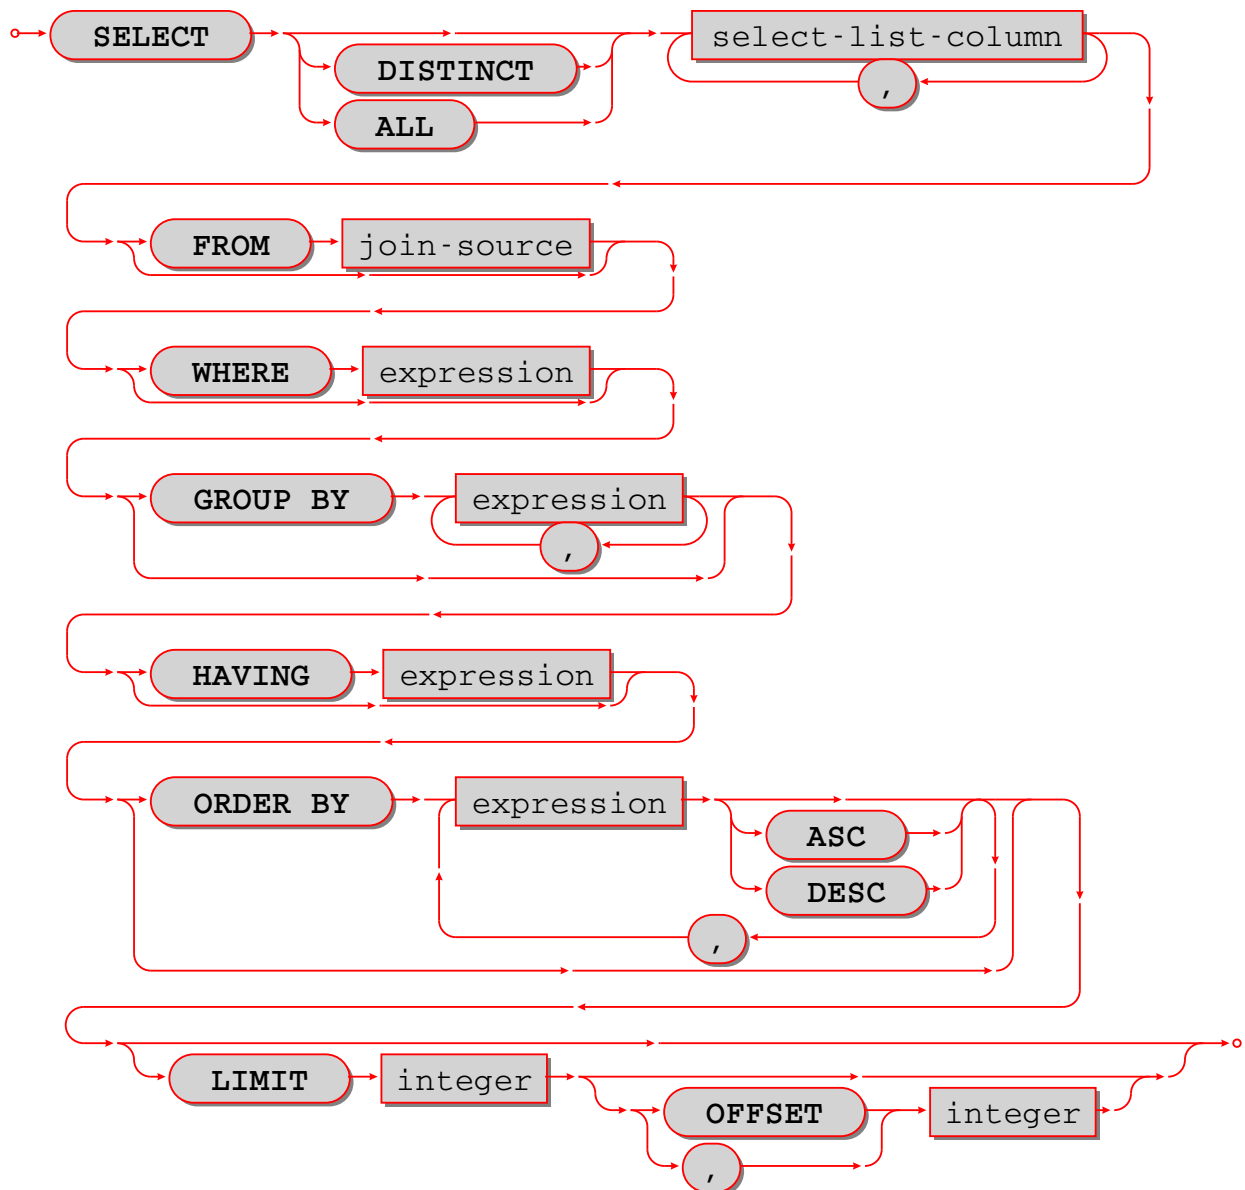 SELECT select-list-column
DISTINCT
,
ALL
FROM join-source
WHERE expression
GROUP BY expression
,
HAVING expression
ORDER BY expression
ASC
DESC
,
LIMIT integer
OFFSET integer
,